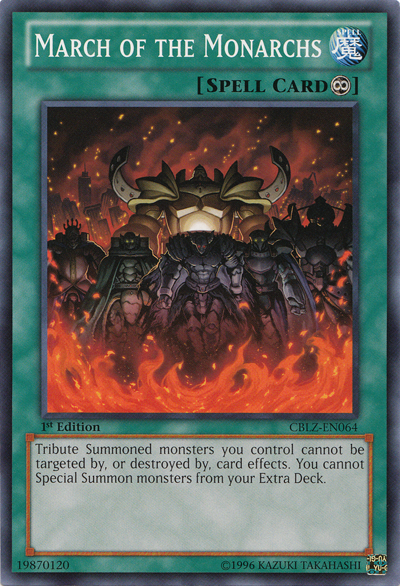 MARCH OF THE MONARCHS
SPELL
魔
[SPELL CARD]
1st Edition
CBLZ-EN064
Tribute Summoned monsters you control cannot be
targeted by, or destroyed by, card effects. You cannot
Special Summon monsters from your Extra Deck.
19870120
©1996 KAZUKI TAKAHASHI